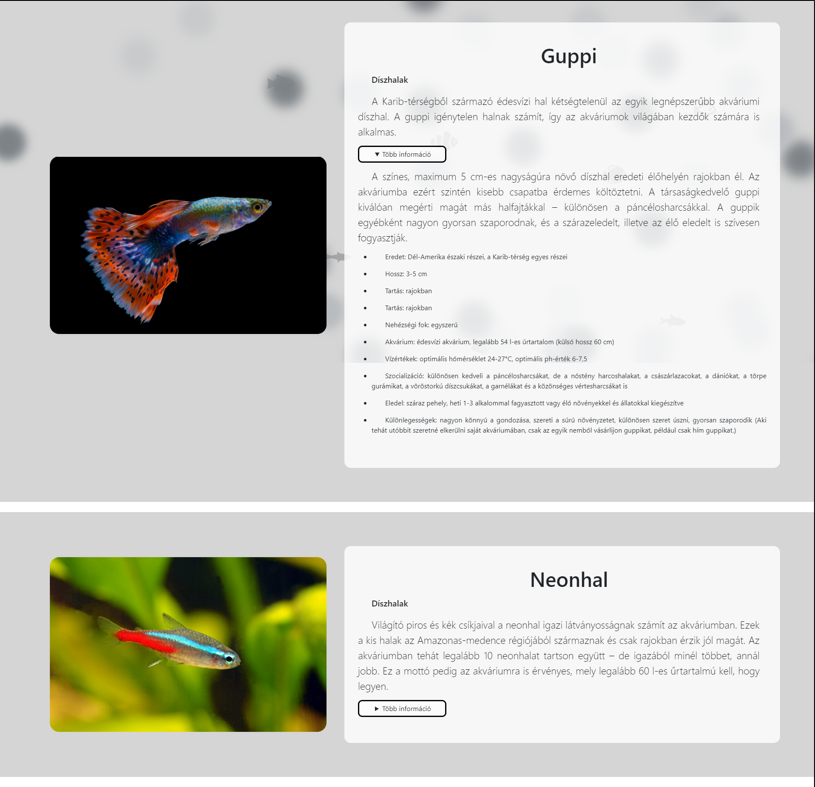 Guppi
Díszhalak
A Karib-térségből származó édesvízi hal kétségtelenül az egyik legnépszerűbb akváriumi
díszhal. A guppi igénytelen halnak számít, így az akváriumok világában kezdők számára is
alkalmas.
▼ Több információ
A színes, maximum 5 cm-es nagyságúra növő díszhal eredeti élőhelyén rajokban él. Az
akváriumba ezért szintén kisebb csapatba érdemes költöztetni. A társaságkedvelő guppi
kiválóan megérti magát más halfajtákkal – különösen a páncélosharcsákkal. A guppik
egyébként nagyon gyorsan szaporodnak, és a szárazeledelt, illetve az élő eledelt is szívesen
fogyasztják.
• Eredet: Dél-Amerika északi részei, a Karib-térség egyes részei
• Hossz: 3-5 cm
• Tartás: rajokban
• Tartás: rajokban
• Nehézségi fok: egyszerű
• Akvárium: édesvízi akvárium, legalább 54 l-es űrtartalom (külső hossz 60 cm)
• Vízértékek: optimális hőmérséklet 24-27°C, optimális ph-érték 6-7,5
• Szocializáció: különösen kedveli a páncélosharcsákat, de a nőstény harcoshalakat, a császárlazacokat, a dániókat, a törpe
gurámikat, a vöröstorkú díszcsukákat, a garnélákat és a közönséges vértesharcsákat is
• Eledel: száraz pehely, heti 1-3 alkalommal fagyasztott vagy élő növényekkel és állatokkal kiegészítve
• Különlegességek: nagyon könnyű a gondozása, szereti a sűrű növényzetet, különösen szeret úszni, gyorsan szaporodik (Aki
tehát utóbbit szeretné elkerülni saját akváriumában, csak az egyik nemből vásárlijon guppikat, például csak hím guppikat.)
Neonhal
Díszhalak
Világító piros és kék csíkjaival a neonhal igazi látványosságnak számít az akváriumban. Ezek
a kis halak az Amazonas-medence régiójából származnak és csak rajokban érzik jól magát. Az
akváriumban tehát legalább 10 neonhalat tartson együtt – de igazából minél többet, annál
jobb. Ez a mottó pedig az akváriumra is érvényes, mely legalább 60 l-es űrtartalmú kell, hogy
legyen.
► Több információ